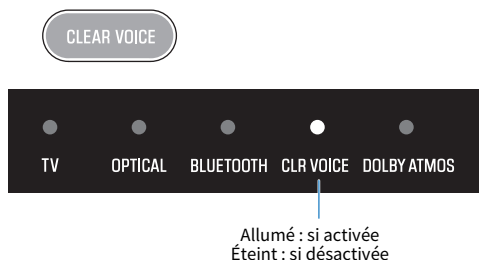 CLEAR VOICE
TV OPTICAL BLUETOOTH CLR VOICE DOLBY ATMOS
Allumé : si activée
Éteint : si désactivée